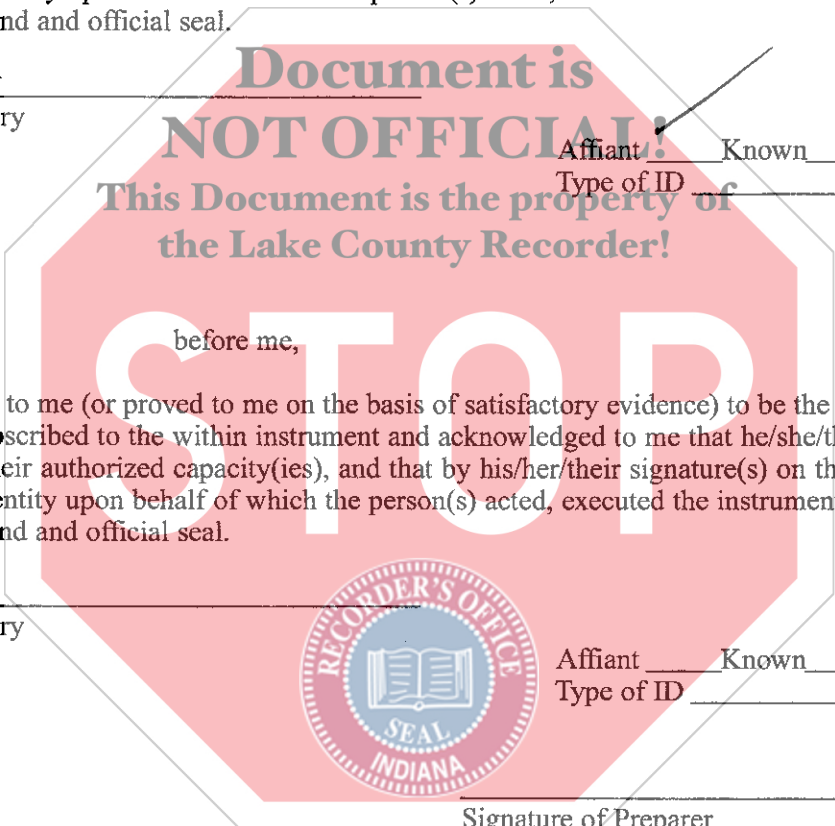 nd and official seal.
Document is
ry
NOT OFFICIAL!
Affiant _____ Known
Type of ID
This Document is the property of
the Lake County Recorder!
STOP
before me,
to me (or proved to me on the basis of satisfactory evidence) to be the
scribed to the within instrument and acknowledged to me that he/she/th
eir authorized capacity(ies), and that by his/her/their signature(s) on th
entity upon behalf of which the person(s) acted, executed the instrument
nd and official seal.
ry
RECORDER'S OFFICE
SEAL
INDIANA
Affiant _____ Known
Type of ID
Signature of Preparer